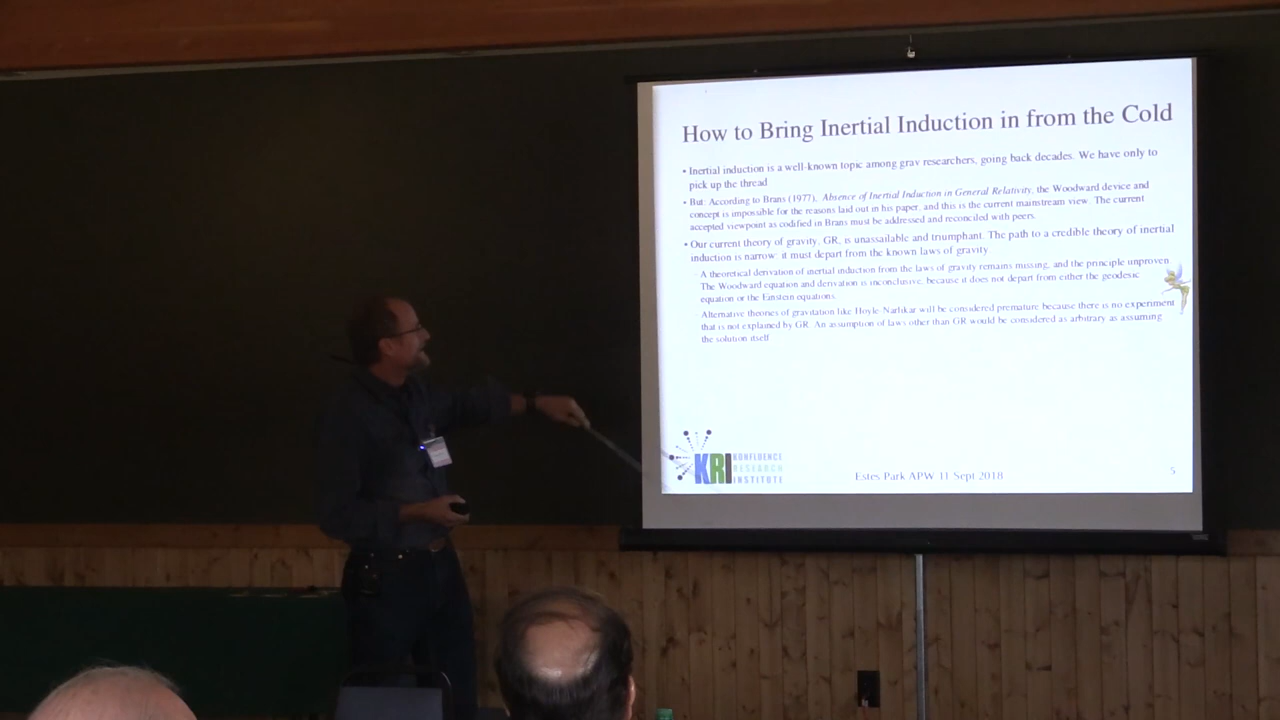 How to Bring Inertial Induction in from the Cold
• Inertial induction is a well-known topic among grav researchers, going back decades. We have only to
pick up the thread
• But: According to Brans (1977), Absence of Inertial Induction in General Relativity, the Woodward device and
concept is impossible for the reasons laid out in his paper, and this is the current mainstream view. The current
accepted viewpoint as codified in Brans must be addressed and reconciled with peers.
• Our current theory of gravity, GR, is unassailable and triumphant. The path to a credible theory of inertial
induction is narrow: it must depart from the known laws of gravity
– A theoretical derivation of inertial induction from the laws of gravity remains missing, and the principle unproven.
The Woodward equation and derivation is inconclusive, because it does not depart from either the geodesic
equation or the Einstein equations.
Alternative theories of gravitation like Hoyle-Narlikar will be considered premature because there is no experiment
that is not explained by GR. An assumption of laws other than GR would be considered as arbitrary as assuming
the solution itself
KRI KONFLUENCE
RESEARCH
INSTITUTE
Estes Park APW 11 Sept 2018
5